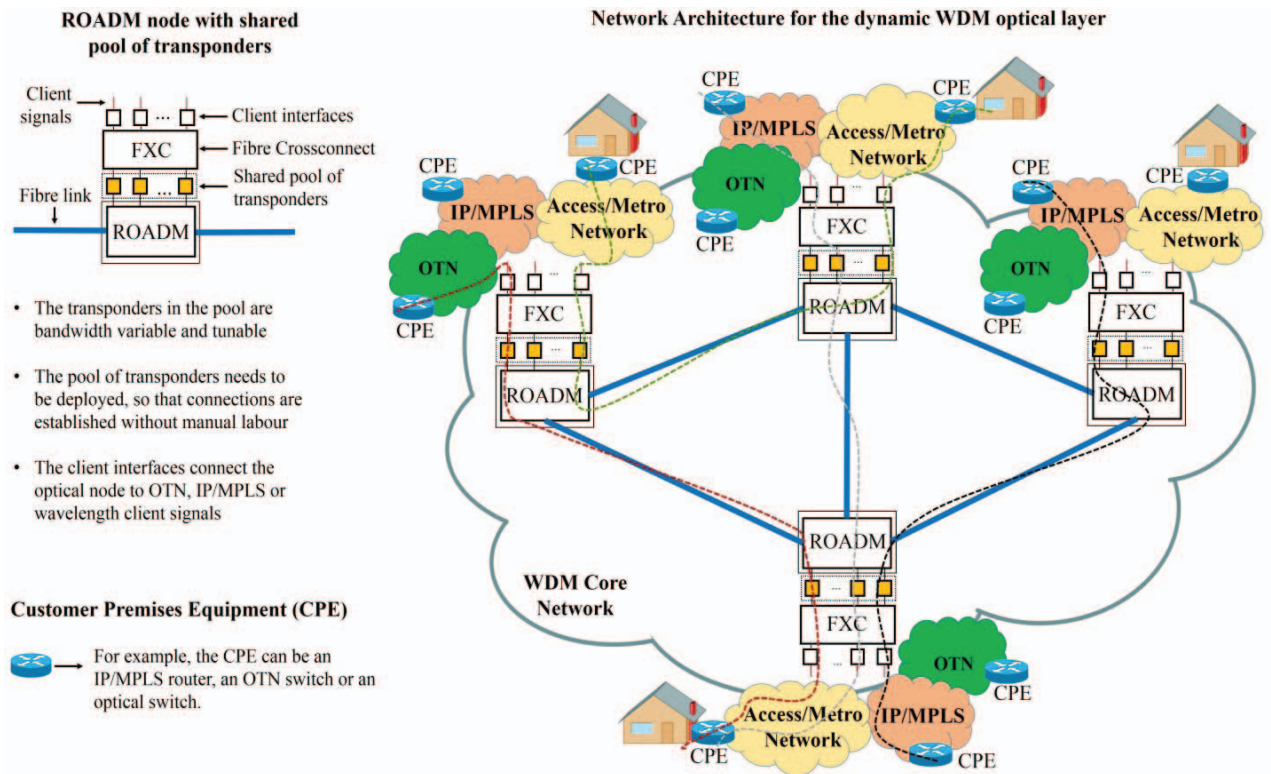 ROADM node with shared
pool of transponders
Client
signals
Client interfaces
FXC
Fibre Crossconnect
Shared pool of
transponders
Fibre link
ROADM
• The transponders in the pool are
bandwidth variable and tunable
• The pool of transponders needs to
be deployed, so that connections are
established without manual labour
• The client interfaces connect the
optical node to OTN, IP/MPLS or
wavelength client signals
Customer Premises Equipment (CPE)
For example, the CPE can be an
IP/MPLS router, an OTN switch or an
optical switch.
Network Architecture for the dynamic WDM optical layer
CPE
CPE
IP/MPLS
Access/Metro
Network
OTN
CPE
FXC
ROADM
CPE
CPE
IP/MPLS
Access/Metro
Network
OTN
CPE
FXC
ROADM
CPE
CPE
IP/MPLS
Access/Metro
Network
OTN
CPE
FXC
ROADM
ROADM
WDM Core
Network
FXC
OTN
CPE
Access/Metro
Network
IP/MPLS
CPE
CPE